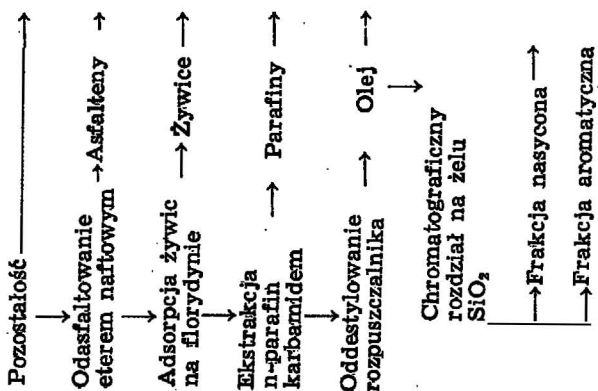 Pozostałość
Odasfaltowanie
eterem naftowym
Asfalteny
Adsorpcja żywic
na florydynie
Żywice
Ekstrakcja
n-parafin
karbamidem
Parafiny
Oddestylowanie
rozpuszczalnika
Olej
Chromatograficzny
rozdział na żelu
SiO₂
Frakcja nasycona
Frakcja aromatyczna